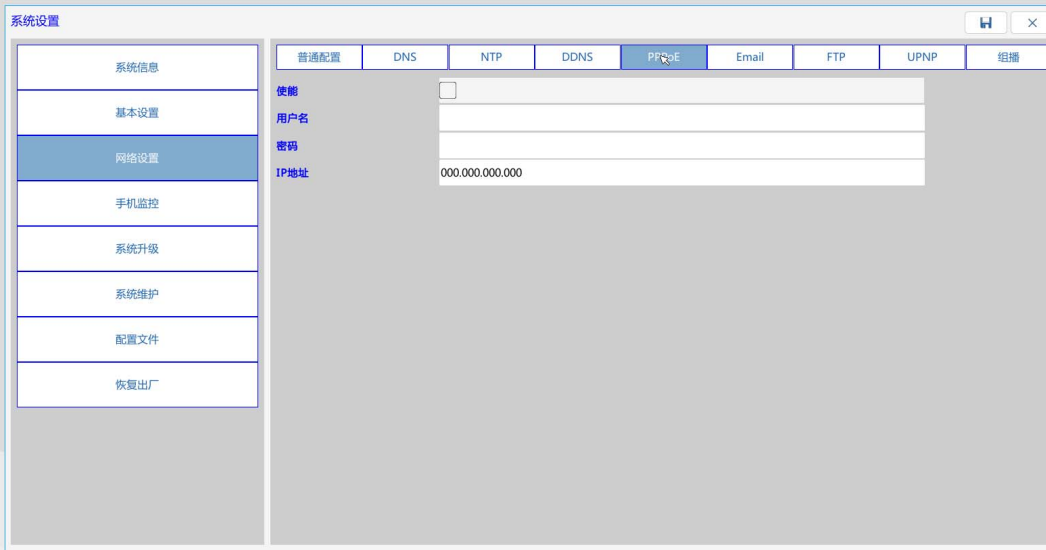 系统设置
系统信息
基本设置
网络设置
手机监控
系统升级
系统维护
配置文件
恢复出厂
普通配置 DNS NTP DDNS PPPoE Email FTP UPNP 组播
使能
用户名
密码
IP地址 000.000.000.000